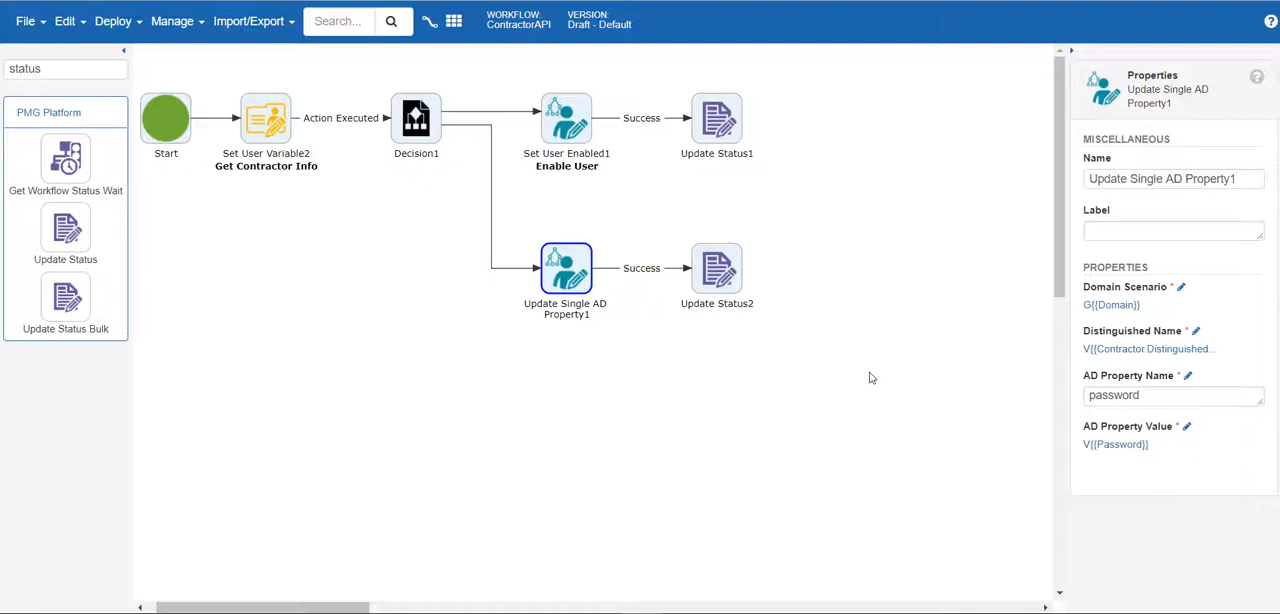 File Edit Deploy Manage Import/Export Search... WORKFLOW: VERSION:
ContractorAPI Draft - Default
status
PMG Platform
Get Workflow Status Wait
Update Status
Update Status Bulk
Start
Set User Variable2
Get Contractor Info
Action Executed
Decision1
Set User Enabled1
Enable User
Success
Update Status1
Update Single AD
Property1
Success
Update Status2
Properties
Update Single AD
Property1
MISCELLANEOUS
Name
Update Single AD Property1
Label
PROPERTIES
Domain Scenario *
G{{Domain}}
Distinguished Name *
V{{Contractor.Distinguished...
AD Property Name *
password
AD Property Value *
V{{Password}}